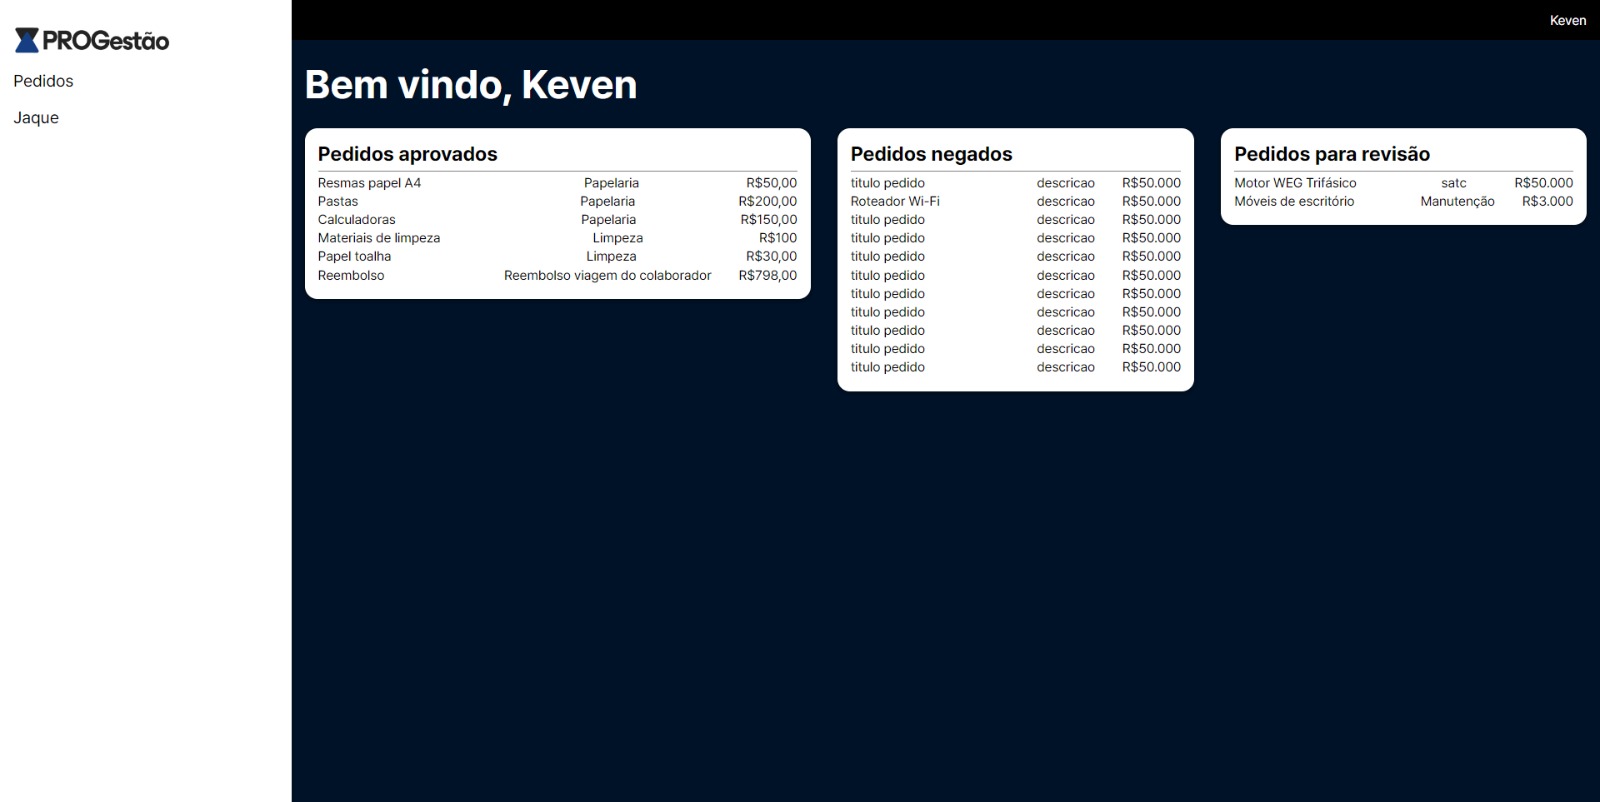 PROGestão
Pedidos
Jaque
Keven
Bem vindo, Keven
Pedidos aprovados
Resmas papel A4 Papelaria R$50,00
Pastas Papelaria R$200,00
Calculadoras Papelaria R$150,00
Materiais de limpeza Limpeza R$100
Papel toalha Limpeza R$30,00
Reembolso Reembolso viagem do colaborador R$798,00
Pedidos negados
titulo pedido descricao R$50.000
Roteador Wi-Fi descricao R$50.000
titulo pedido descricao R$50.000
titulo pedido descricao R$50.000
titulo pedido descricao R$50.000
titulo pedido descricao R$50.000
titulo pedido descricao R$50.000
titulo pedido descricao R$50.000
titulo pedido descricao R$50.000
titulo pedido descricao R$50.000
titulo pedido descricao R$50.000
Pedidos para revisão
Motor WEG Trifásico satc R$50.000
Móveis de escritório Manutenção R$3.000